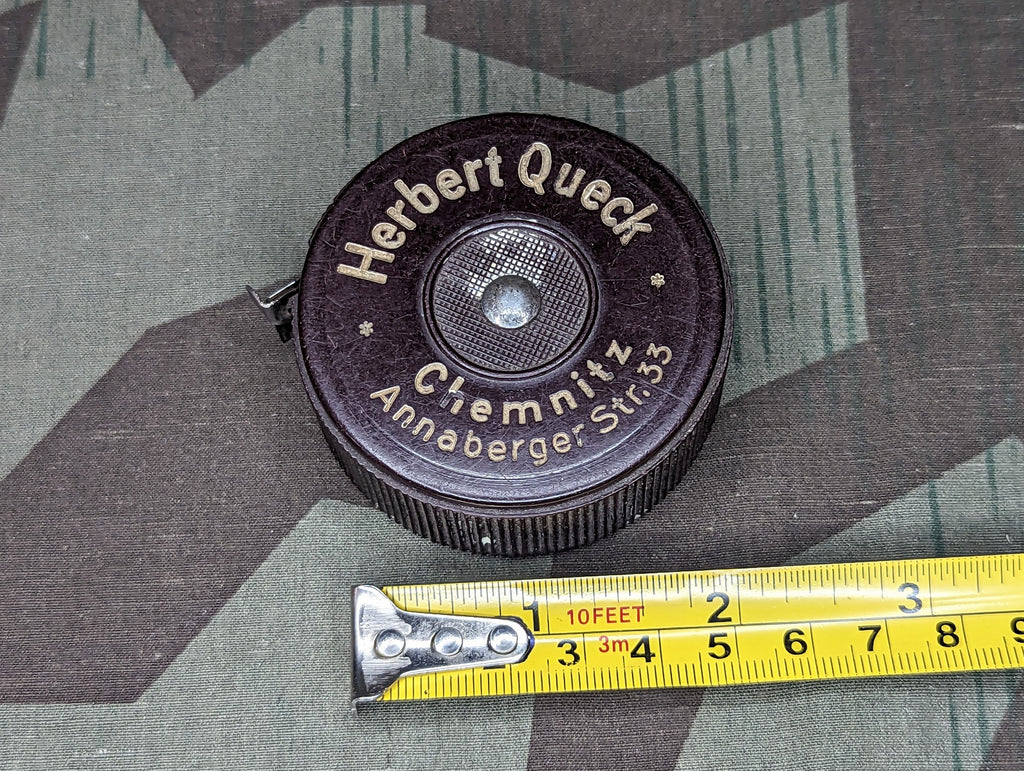 Herbert Queck
* *
Chemnitz
Annaberger Str. 33
1 10FEET 2 3
3 3m 4 5 6 7 8 9